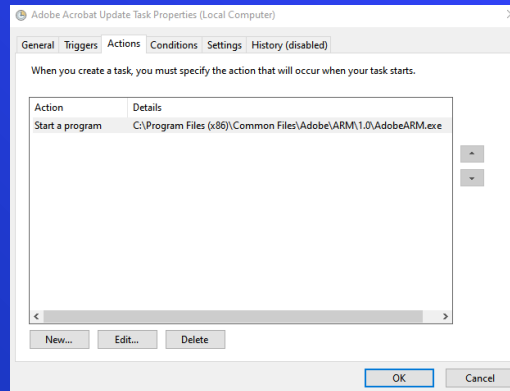 Adobe Acrobat Update Task Properties (Local Computer)
General Triggers Actions Conditions Settings History (disabled)
When you create a task, you must specify the action that will occur when your task starts.
Action Details
Start a program C:\Program Files (x86)\Common Files\Adobe\ARM\1.0\AdobeARM.exe
New... Edit... Delete
OK Cancel